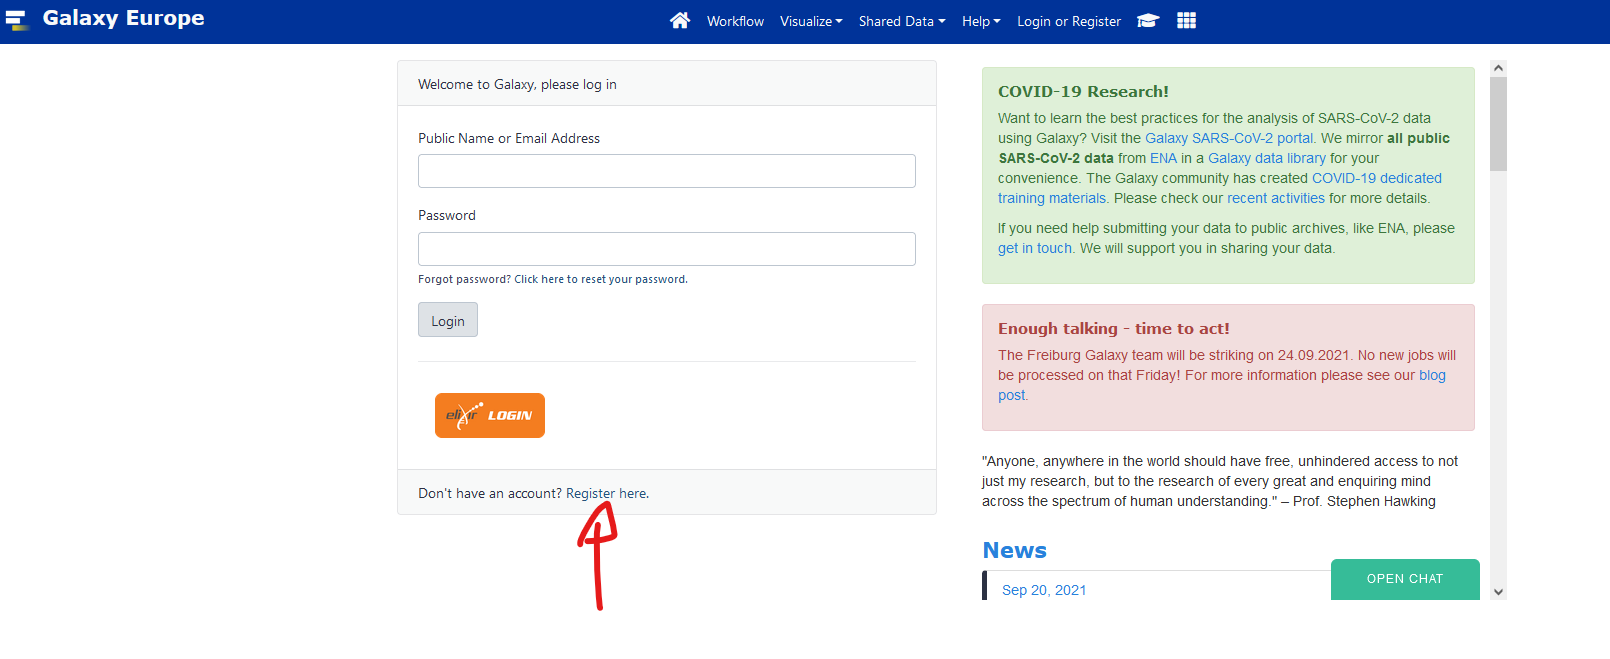 Galaxy Europe
Workflow Visualize Shared Data Help Login or Register
Welcome to Galaxy, please log in
Public Name or Email Address
Password
Forgot password? Click here to reset your password.
Login
elixir LOGIN
Don't have an account? Register here.
COVID-19 Research!
Want to learn the best practices for the analysis of SARS-CoV-2 data
using Galaxy? Visit the Galaxy SARS-CoV-2 portal. We mirror all public
SARS-CoV-2 data from ENA in a Galaxy data library for your
convenience. The Galaxy community has created COVID-19 dedicated
training materials. Please check our recent activities for more details.
If you need help submitting your data to public archives, like ENA, please
get in touch. We will support you in sharing your data.
Enough talking - time to act!
The Freiburg Galaxy team will be striking on 24.09.2021. No new jobs will
be processed on that Friday! For more information please see our blog
post.
"Anyone, anywhere in the world should have free, unhindered access to not
just my research, but to the research of every great and enquiring mind
across the spectrum of human understanding." – Prof. Stephen Hawking
News
Sep 20, 2021
OPEN CHAT